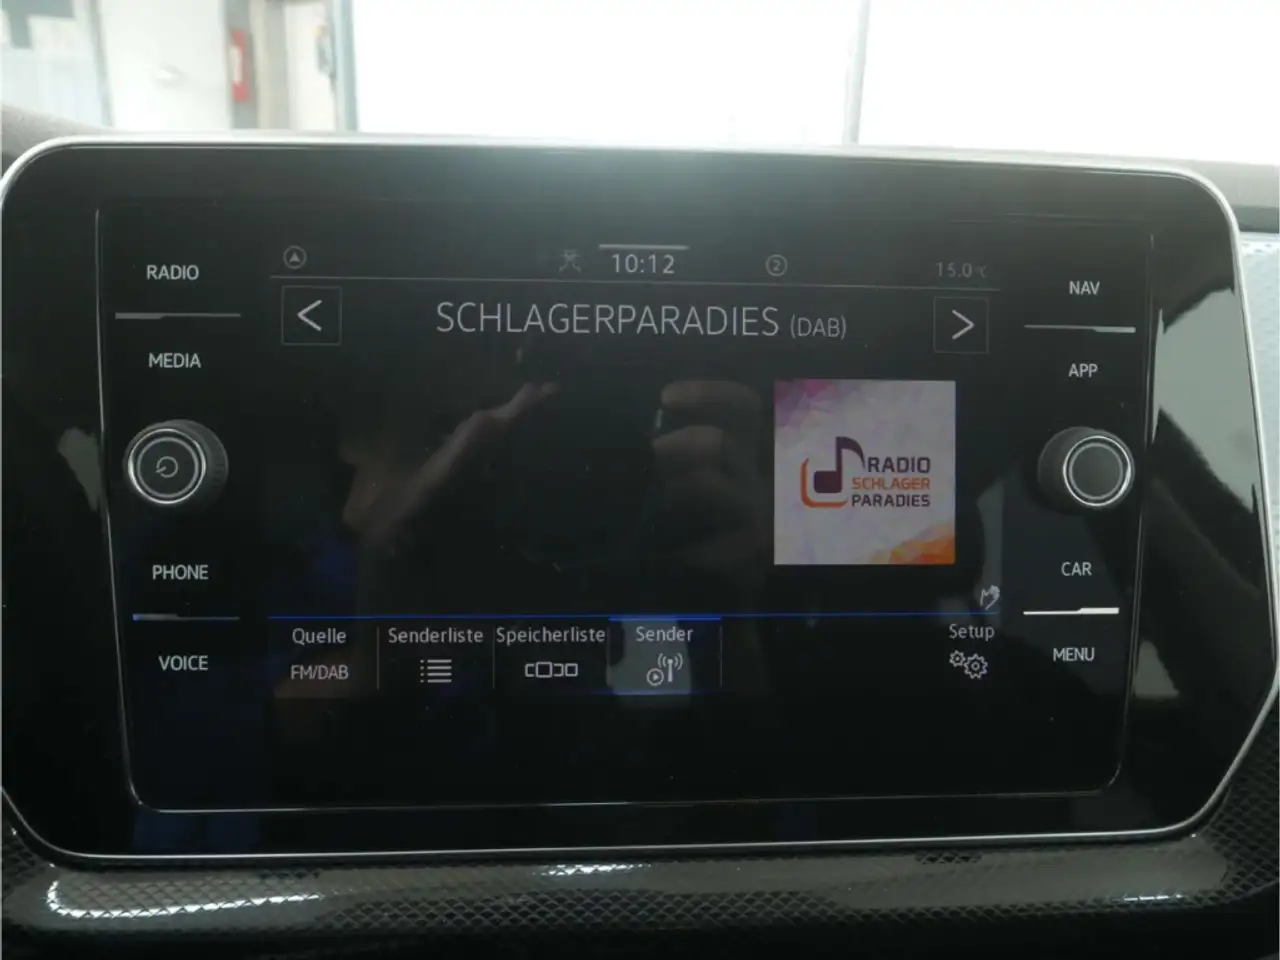 RADIO
MEDIA
PHONE
VOICE
10:12
2
15.0 °C
SCHLAGERPARADIES (DAB)
RADIO
SCHLAGER
PARADIES
Quelle
FM/DAB
Senderliste
Speicherliste
Sender
Setup
NAV
APP
CAR
MENU